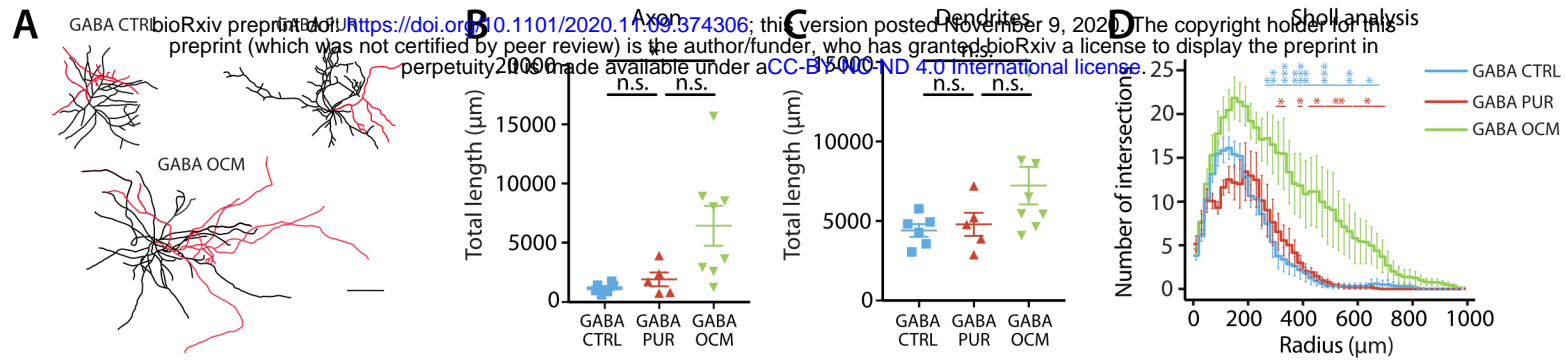 A
GABA CTRL
GABA PUR
GABA OCM
bioRxiv preprint doi: https://doi.org/10.1101/2020.11.09.374306; this version posted November 9, 2020. The copyright holder for this
preprint (which was not certified by peer review) is the author/funder, who has granted bioRxiv a license to display the preprint in
perpetuity. It is made available under aCC-BY-NC-ND 4.0 International license.
B
Axon
Total length (µm)
20000
15000
10000
5000
0
*
n.s.
n.s.
GABA
CTRL
GABA
PUR
GABA
OCM
C
Dendrites
Total length (µm)
15000
10000
5000
0
n.s.
n.s.
n.s.
GABA
CTRL
GABA
PUR
GABA
OCM
D
Sholl analysis
Number of intersections
25
20
15
10
5
0
0
200
400
600
800
1000
Radius (µm)
GABA CTRL
GABA PUR
GABA OCM